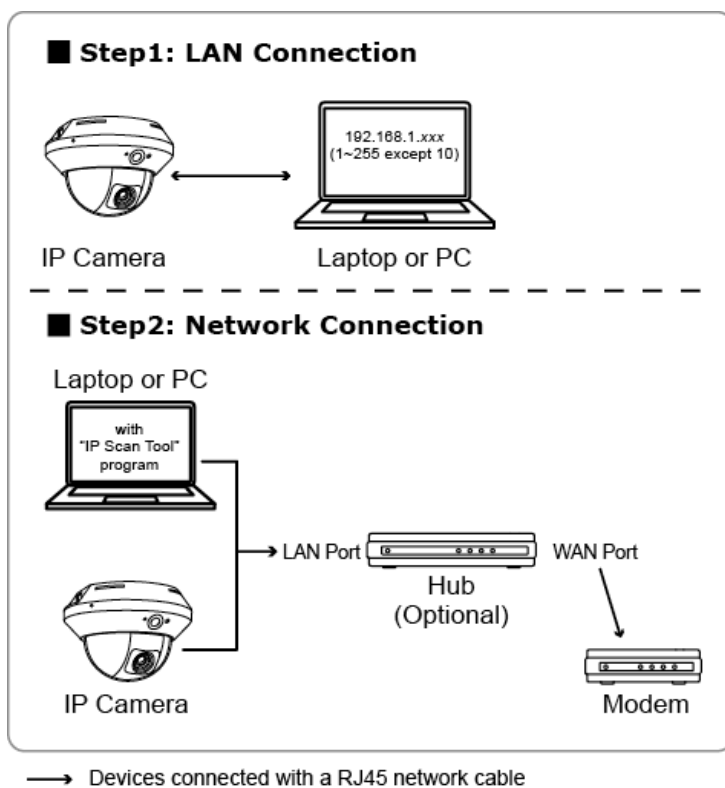 ■ Step1: LAN Connection
192.168.1.xxx
(1~255 except 10)
IP Camera
Laptop or PC
■ Step2: Network Connection
Laptop or PC
with
"IP Scan Tool"
program
LAN Port
WAN Port
Hub
(Optional)
IP Camera
Modem
Devices connected with a RJ45 network cable